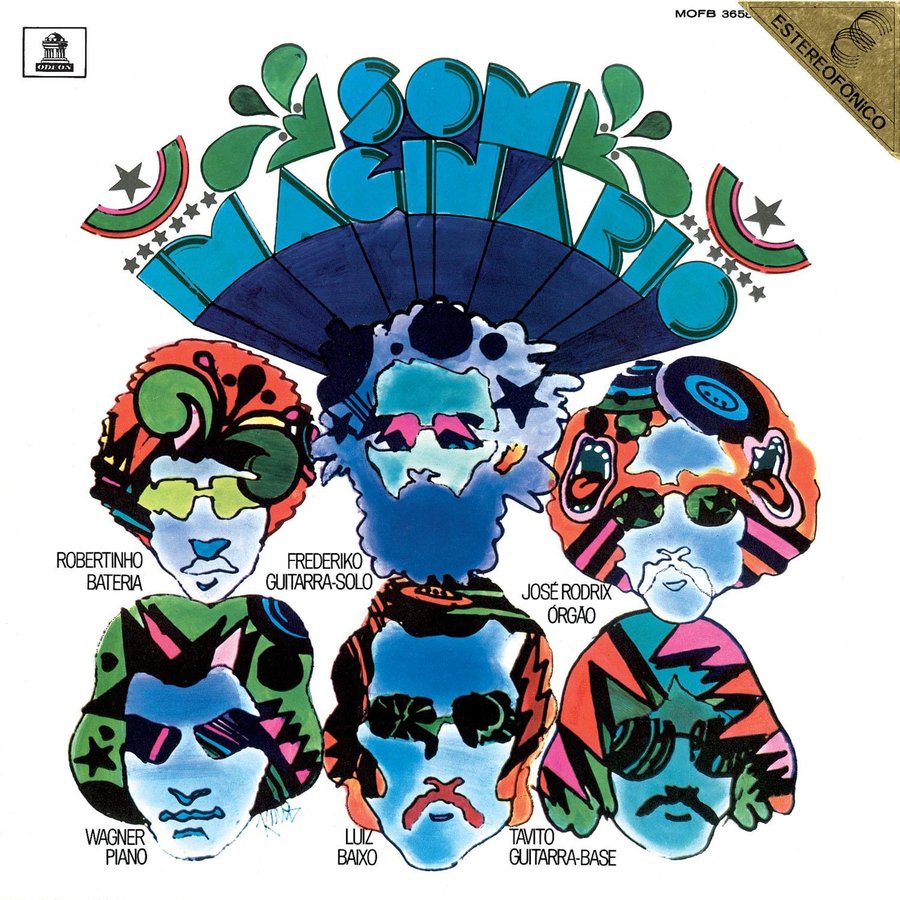 MOFB 3658
ODEON
ESTEREOFÔNICO
SOM
IMAGINÁRIO
ROBERTINHO
BATERIA
FREDERIKO
GUITARRA-SOLO
JOSÉ RODRIX
ÓRGÃO
WAGNER
PIANO
LUIZ
BAIXO
TAVITO
GUITARRA-BASE